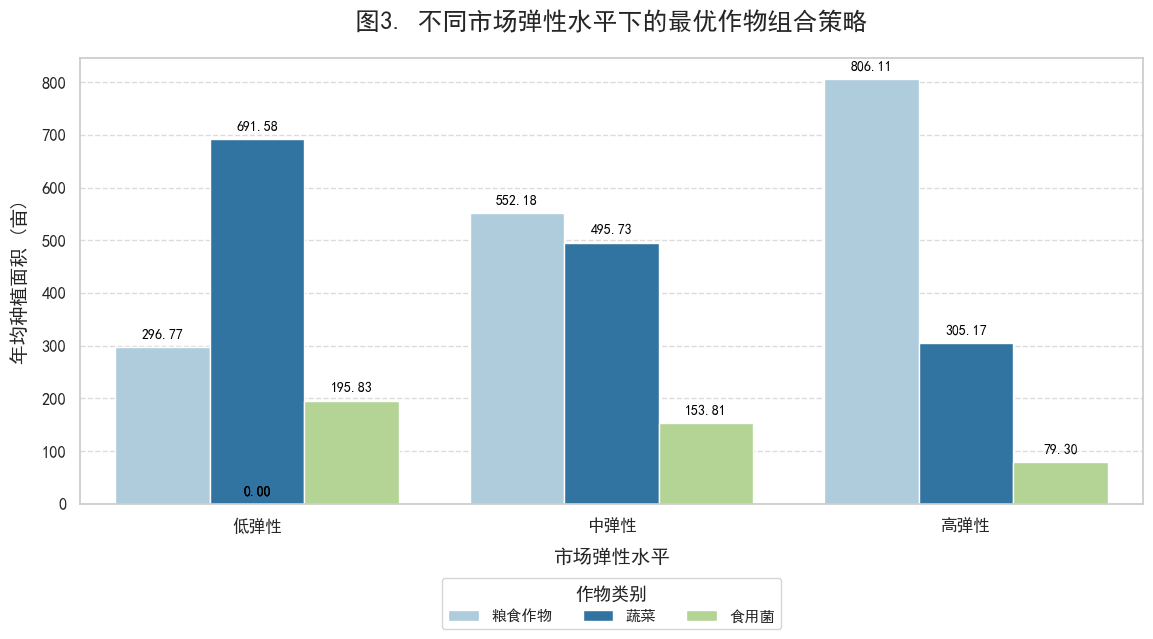 图3. 不同市场弹性水平下的最优作物组合策略
年均种植面积（亩）
800
700
600
500
400
300
200
100
0
296.77
691.58
195.83
0.00
552.18
495.73
153.81
806.11
305.17
79.30
低弹性
中弹性
高弹性
市场弹性水平
作物类别
粮食作物 蔬菜 食用菌